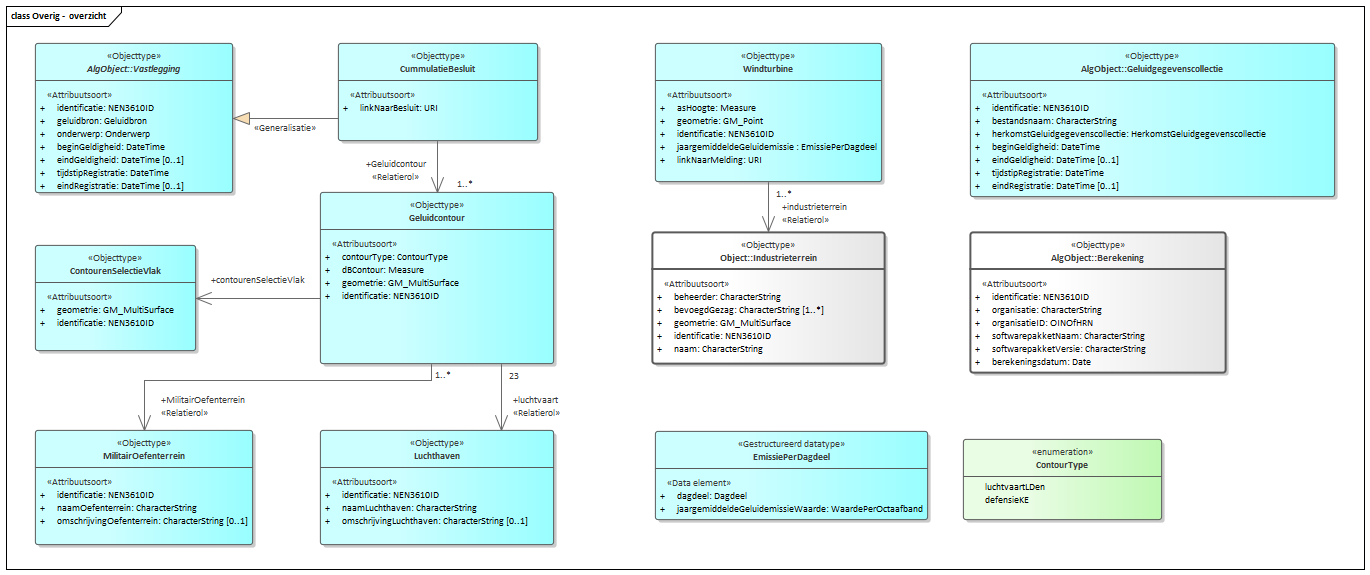 class Overig - overzicht
«Objecttype»
AlgObject::Vastlegging
«Attribuutsoort»
+ identificatie: NEN3610ID
+ geluidbron: Geluidbron
+ onderwerp: Onderwerp
+ beginGeldigheid: DateTime
+ eindGeldigheid: DateTime [0..1]
+ tijdstipRegistratie: DateTime
+ eindRegistratie: DateTime [0..1]
«Objecttype»
CummulatieBesluit
«Attribuutsoort»
+ linkNaarBesluit: URI
«Generalisatie»
+Geluidcontour
«Relatierol»
1..*
«Objecttype»
Windturbine
«Attribuutsoort»
+ asHoogte: Measure
+ geometrie: GM_Point
+ identificatie: NEN3610ID
+ jaargemiddeldeGeluidemissie : EmissiePerDagdeel
+ linkNaarMelding: URI
1..*
+industrieterrein
«Relatierol»
«Objecttype»
AlgObject::Geluidgegevenscollectie
«Attribuutsoort»
+ identificatie: NEN3610ID
+ bestandsnaam: CharacterString
+ herkomstGeluidgegevenscollectie: HerkomstGeluidgegevenscollectie
+ beginGeldigheid: DateTime
+ eindGeldigheid: DateTime [0..1]
+ tijdstipRegistratie: DateTime
+ eindRegistratie: DateTime [0..1]
«Objecttype»
ContourenSelectieVlak
«Attribuutsoort»
+ geometrie: GM_MultiSurface
+ identificatie: NEN3610ID
+contourenSelectieVlak
«Objecttype»
Geluidcontour
«Attribuutsoort»
+ contourType: ContourType
+ dBContour: Measure
+ geometrie: GM_MultiSurface
+ identificatie: NEN3610ID
«Objecttype»
Object::Industrieterrein
«Attribuutsoort»
+ beheerder: CharacterString
+ bevoegdGezag: CharacterString [1..*]
+ geometrie: GM_MultiSurface
+ identificatie: NEN3610ID
+ naam: CharacterString
«Objecttype»
AlgObject::Berekening
«Attribuutsoort»
+ identificatie: NEN3610ID
+ organisatie: CharacterString
+ organisatieID: OINOfHRN
+ softwarepakketNaam: CharacterString
+ softwarepakketVersie: CharacterString
+ berekeningsdatum: Date
1..*
+MilitairOefenterrein
«Relatierol»
23
+luchtvaart
«Relatierol»
«Objecttype»
MilitairOefenterrein
«Attribuutsoort»
+ identificatie: NEN3610ID
+ naamOefenterrein: CharacterString
+ omschrijvingOefenterrein: CharacterString [0..1]
«Objecttype»
Luchthaven
«Attribuutsoort»
+ identificatie: NEN3610ID
+ naamLuchthaven: CharacterString
+ omschrijvingLuchthaven: CharacterString [0..1]
«Gestructureerd datatype»
EmissiePerDagdeel
«Data element»
+ dagdeel: Dagdeel
+ jaargemiddeldeGeluidemissieWaarde: WaardePerOctaafband
«enumeration»
ContourType
luchtvaartLDen
defensieKE